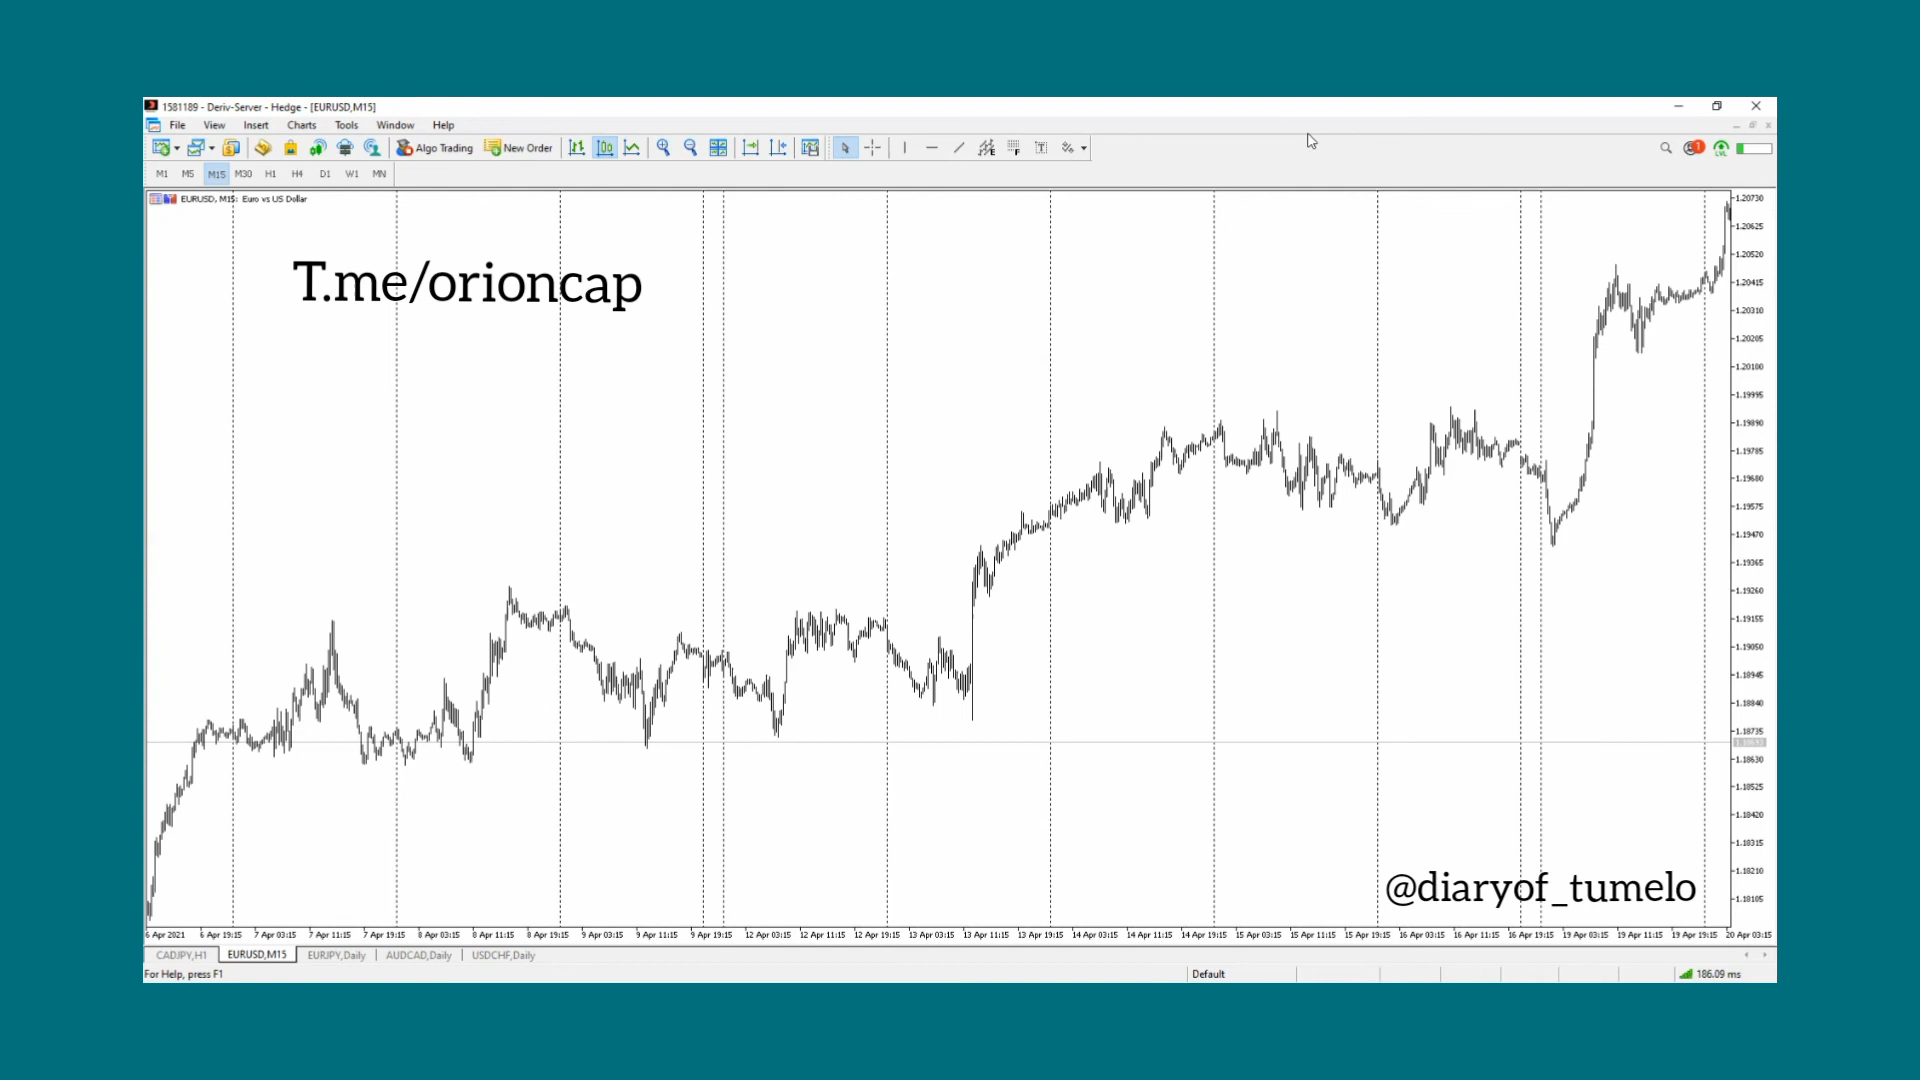 1581189 - Deriv-Server - Hedge - [EURUSD,M15]
File View Insert Charts Tools Window Help
Algo Trading New Order
1
LVL
M1 M5 M15 M30 H1 H4 D1 W1 MN
EURUSD, M15: Euro vs US Dollar
T.me/orioncap
1.20730
1.20625
1.20520
1.20415
1.20310
1.20205
1.20100
1.19995
1.19890
1.19785
1.19680
1.19575
1.19470
1.19365
1.19260
1.19155
1.19050
1.18945
1.18840
1.18735
1.18630
1.18525
1.18420
1.18315
1.18210
1.18105
@diaryof_tumelo
6 Apr 2021 6 Apr 19:15 7 Apr 03:15 7 Apr 11:15 7 Apr 19:15 8 Apr 03:15 8 Apr 11:15 8 Apr 19:15 9 Apr 03:15 9 Apr 11:15 9 Apr 19:15 12 Apr 03:15 12 Apr 11:15 12 Apr 19:15 13 Apr 03:15 13 Apr 11:15 13 Apr 19:15 14 Apr 03:15 14 Apr 11:15 14 Apr 19:15 15 Apr 03:15 15 Apr 11:15 15 Apr 19:15 16 Apr 03:15 16 Apr 11:15 16 Apr 19:15 19 Apr 03:15 19 Apr 11:15 19 Apr 19:15 20 Apr 03:15
CADJPY,H1 EURUSD,M15 EURJPY,Daily AUDCAD,Daily USDCHF,Daily
For Help, press F1 Default 186.09 ms